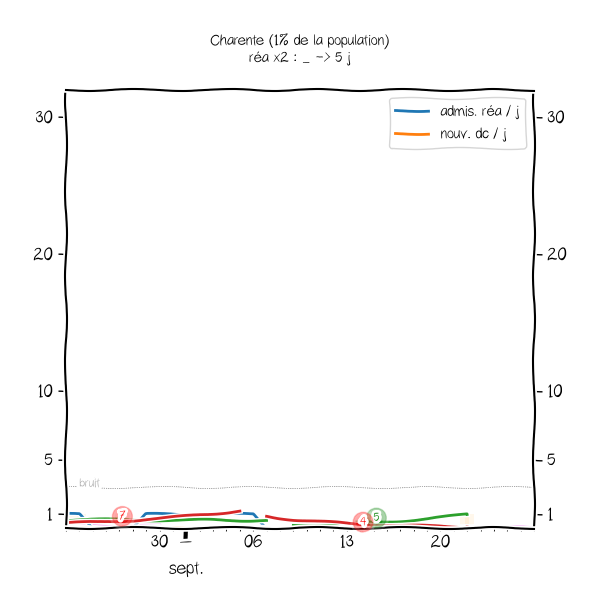 Charente (1% de la population)
réa x2 : _ -> 5 j
admis. réa / j
nouv. dc / j
30
30
20
20
10
10
5
5
bruit
1
1
7
4
5
30
06
13
20
sept.